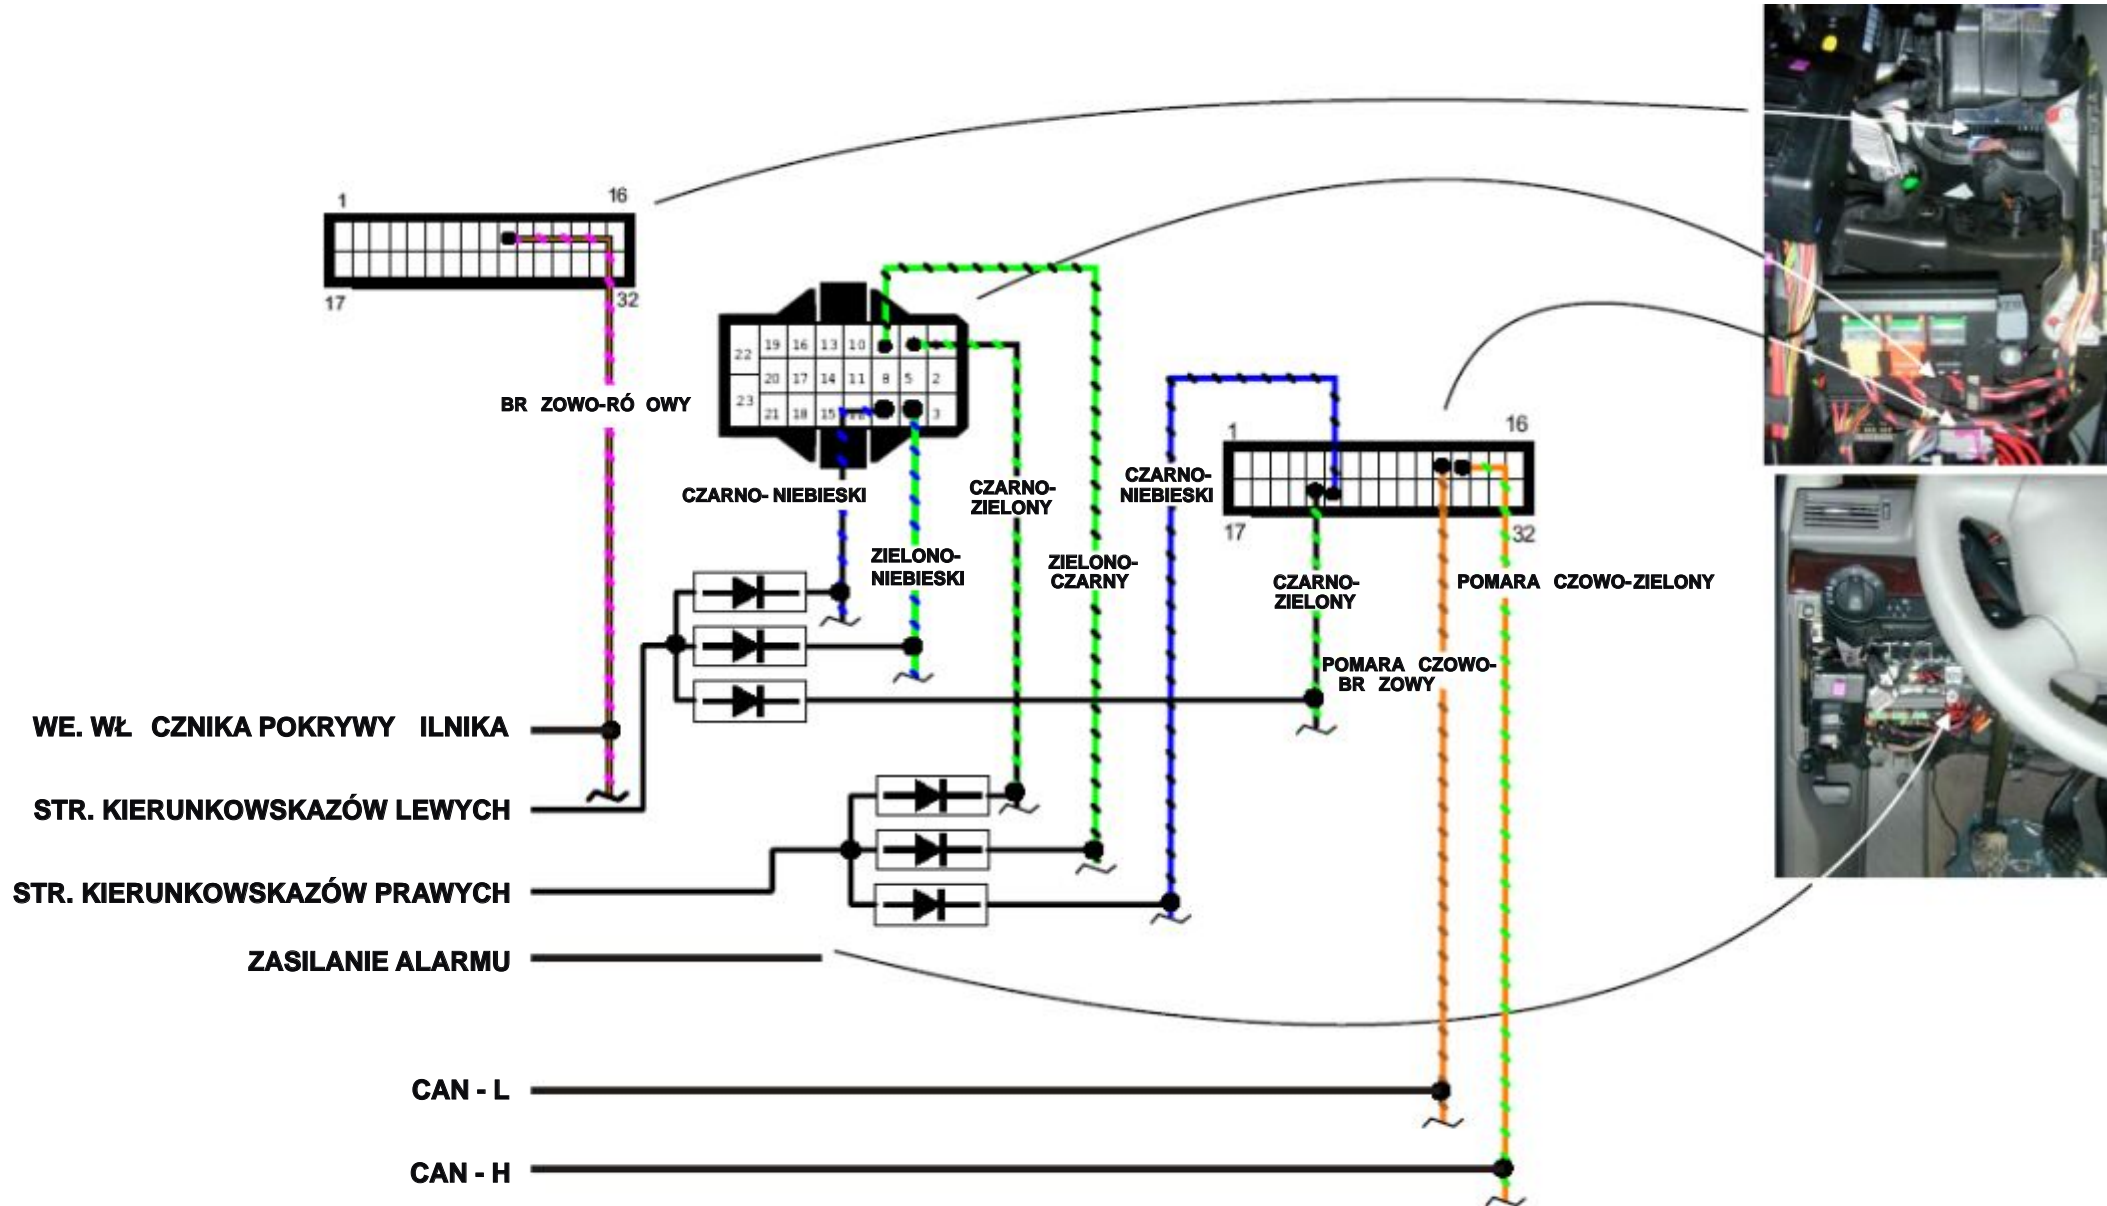 1
16
17
32
22
19
16
13
10
20
17
14
11
8
5
2
23
21
18
15
3
BR ZOWO-RÓ OWY
CZARNO- NIEBIESKI
ZIELONO-
NIEBIESKI
CZARNO-
ZIELONY
ZIELONO-
CZARNY
CZARNO-
NIEBIESKI
1
16
17
32
CZARNO-
ZIELONY
POMARA CZOWO-ZIELONY
POMARA CZOWO-
BR ZOWY
WE. WŁ CZNIKA POKRYWY ILNIKA
STR. KIERUNKOWSKAZÓW LEWYCH
STR. KIERUNKOWSKAZÓW PRAWYCH
ZASILANIE ALARMU
CAN - L
CAN - H